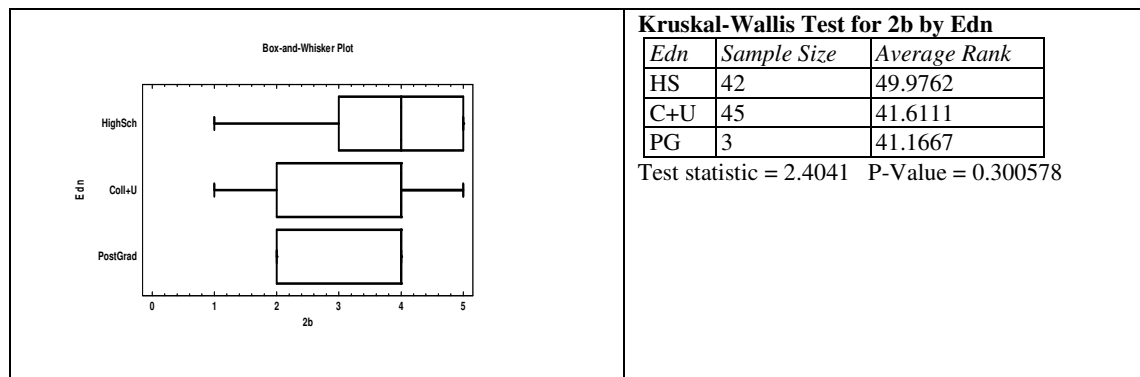 Box-and-Whisker Plot
HighSch
Coll+U
PostGrad
Edn
0 1 2 3 4 5
2b
Kruskal-Wallis Test for 2b by Edn
Edn Sample Size Average Rank
HS 42 49.9762
C+U 45 41.6111
PG 3 41.1667
Test statistic = 2.4041 P-Value = 0.300578